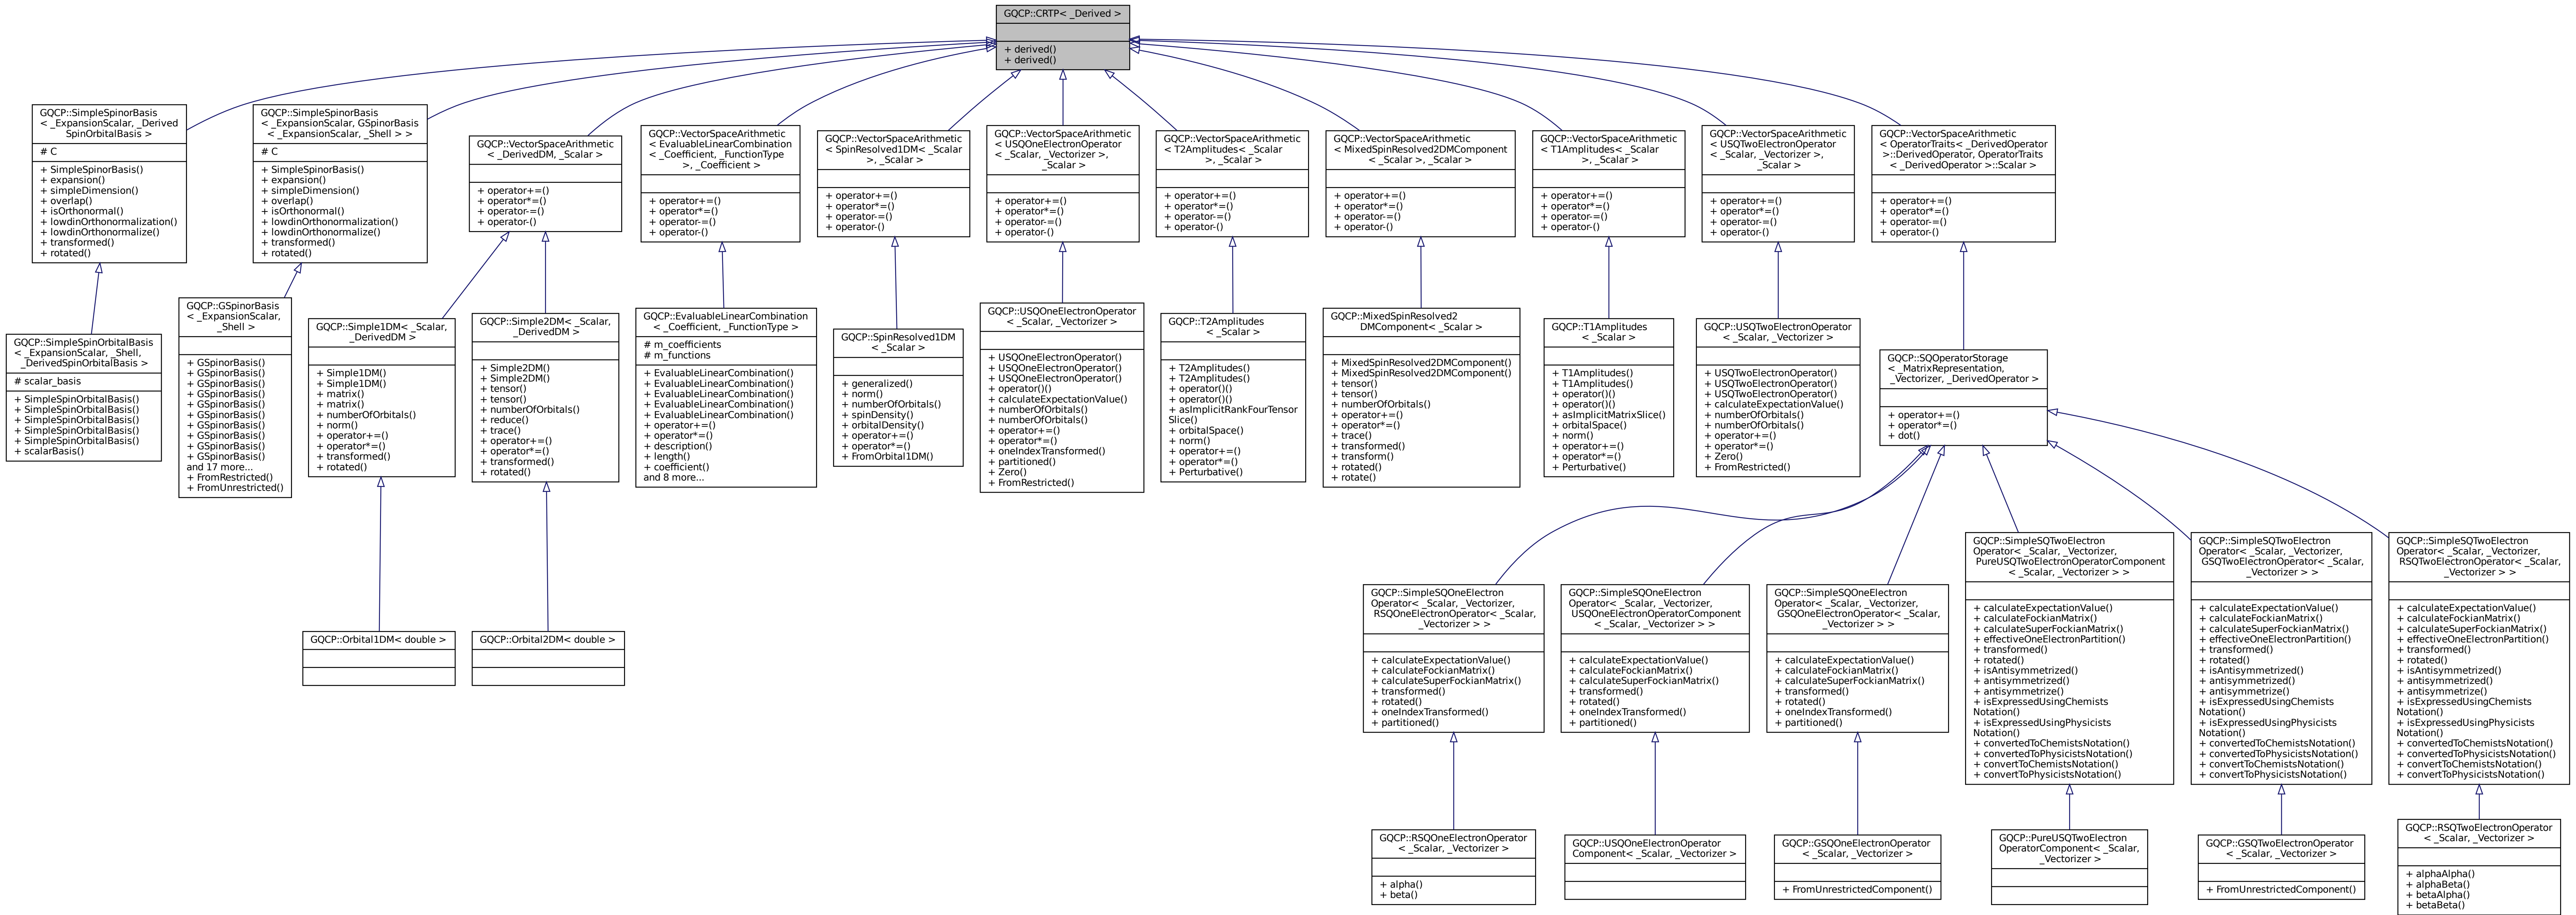 GQCP::CRTP< _Derived >
+ derived()
+ derived()
GQCP::SimpleSpinorBasis
< _ExpansionScalar, _Derived
SpinOrbitalBasis >
# C
+ SimpleSpinorBasis()
+ expansion()
+ simpleDimension()
+ overlap()
+ isOrthonormal()
+ lowdinOrthonormalization()
+ lowdinOrthonormalize()
+ transformed()
+ rotated()
GQCP::SimpleSpinorBasis
< _ExpansionScalar, GSpinorBasis
< _ExpansionScalar, _Shell > >
# C
+ SimpleSpinorBasis()
+ expansion()
+ simpleDimension()
+ overlap()
+ isOrthonormal()
+ lowdinOrthonormalization()
+ lowdinOrthonormalize()
+ transformed()
+ rotated()
GQCP::VectorSpaceArithmetic
< _DerivedDM, _Scalar >
+ operator+=()
+ operator*=()
+ operator-=()
+ operator-()
GQCP::VectorSpaceArithmetic
< EvaluableLinearCombination
< _Coefficient, _FunctionType
>, _Coefficient >
+ operator+=()
+ operator*=()
+ operator-=()
+ operator-()
GQCP::VectorSpaceArithmetic
< SpinResolved1DM< _Scalar
>, _Scalar >
+ operator+=()
+ operator*=()
+ operator-=()
+ operator-()
GQCP::VectorSpaceArithmetic
< USQOneElectronOperator
< _Scalar, _Vectorizer >,
_Scalar >
+ operator+=()
+ operator*=()
+ operator-=()
+ operator-()
GQCP::VectorSpaceArithmetic
< T2Amplitudes< _Scalar
>, _Scalar >
+ operator+=()
+ operator*=()
+ operator-=()
+ operator-()
GQCP::VectorSpaceArithmetic
< MixedSpinResolved2DMComponent
< _Scalar >, _Scalar >
+ operator+=()
+ operator*=()
+ operator-=()
+ operator-()
GQCP::VectorSpaceArithmetic
< T1Amplitudes< _Scalar
>, _Scalar >
+ operator+=()
+ operator*=()
+ operator-=()
+ operator-()
GQCP::VectorSpaceArithmetic
< USQTwoElectronOperator
< _Scalar, _Vectorizer >,
_Scalar >
+ operator+=()
+ operator*=()
+ operator-=()
+ operator-()
GQCP::VectorSpaceArithmetic
< OperatorTraits< _DerivedOperator
>::DerivedOperator, OperatorTraits
< _DerivedOperator >::Scalar >
+ operator+=()
+ operator*=()
+ operator-=()
+ operator-()
GQCP::SimpleSpinOrbitalBasis
< _ExpansionScalar, _Shell,
_DerivedSpinOrbitalBasis >
# scalar_basis
+ SimpleSpinOrbitalBasis()
+ SimpleSpinOrbitalBasis()
+ SimpleSpinOrbitalBasis()
+ SimpleSpinOrbitalBasis()
+ SimpleSpinOrbitalBasis()
+ scalarBasis()
GQCP::GSpinorBasis
< _ExpansionScalar,
_Shell >
+ GSpinorBasis()
+ GSpinorBasis()
+ GSpinorBasis()
+ GSpinorBasis()
+ GSpinorBasis()
+ GSpinorBasis()
+ GSpinorBasis()
+ GSpinorBasis()
+ GSpinorBasis()
+ GSpinorBasis()
and 17 more...
+ FromRestricted()
+ FromUnrestricted()
GQCP::Simple1DM< _Scalar,
_DerivedDM >
+ Simple1DM()
+ Simple1DM()
+ matrix()
+ matrix()
+ numberOfOrbitals()
+ norm()
+ operator+=()
+ operator*=()
+ transformed()
+ rotated()
GQCP::Simple2DM< _Scalar,
_DerivedDM >
+ Simple2DM()
+ Simple2DM()
+ tensor()
+ tensor()
+ numberOfOrbitals()
+ reduce()
+ trace()
+ operator+=()
+ operator*=()
+ transformed()
+ rotated()
GQCP::EvaluableLinearCombination
< _Coefficient, _FunctionType >
# m_coefficients
# m_functions
+ EvaluableLinearCombination()
+ EvaluableLinearCombination()
+ EvaluableLinearCombination()
+ EvaluableLinearCombination()
+ EvaluableLinearCombination()
+ operator+=()
+ operator*=()
+ description()
+ length()
+ coefficient()
and 8 more...
GQCP::SpinResolved1DM
< _Scalar >
+ generalized()
+ norm()
+ numberOfOrbitals()
+ spinDensity()
+ orbitalDensity()
+ operator+=()
+ operator*=()
+ FromOrbital1DM()
GQCP::USQOneElectronOperator
< _Scalar, _Vectorizer >
+ USQOneElectronOperator()
+ USQOneElectronOperator()
+ USQOneElectronOperator()
+ operator()()
+ calculateExpectationValue()
+ numberOfOrbitals()
+ numberOfOrbitals()
+ operator+=()
+ operator*=()
+ oneIndexTransformed()
+ partitioned()
+ Zero()
+ FromRestricted()
GQCP::T2Amplitudes
< _Scalar >
+ T2Amplitudes()
+ T2Amplitudes()
+ operator()()
+ operator()()
+ asImplicitRankFourTensor
Slice()
+ orbitalSpace()
+ norm()
+ operator+=()
+ operator*=()
+ Perturbative()
GQCP::MixedSpinResolved2
DMComponent< _Scalar >
+ MixedSpinResolved2DMComponent()
+ MixedSpinResolved2DMComponent()
+ tensor()
+ tensor()
+ numberOfOrbitals()
+ operator+=()
+ operator*=()
+ trace()
+ transformed()
+ transform()
+ rotated()
+ rotate()
GQCP::T1Amplitudes
< _Scalar >
+ T1Amplitudes()
+ T1Amplitudes()
+ operator()()
+ operator()()
+ asImplicitMatrixSlice()
+ orbitalSpace()
+ norm()
+ operator+=()
+ operator*=()
+ Perturbative()
GQCP::USQTwoElectronOperator
< _Scalar, _Vectorizer >
+ USQTwoElectronOperator()
+ USQTwoElectronOperator()
+ USQTwoElectronOperator()
+ calculateExpectationValue()
+ numberOfOrbitals()
+ numberOfOrbitals()
+ operator+=()
+ operator*=()
+ Zero()
+ FromRestricted()
GQCP::SQOperatorStorage
< _MatrixRepresentation,
_Vectorizer, _DerivedOperator >
+ operator+=()
+ operator*=()
+ dot()
GQCP::Orbital1DM< double >
GQCP::Orbital2DM< double >
GQCP::SimpleSQOneElectron
Operator< _Scalar, _Vectorizer,
RSQOneElectronOperator< _Scalar,
_Vectorizer > >
+ calculateExpectationValue()
+ calculateFockianMatrix()
+ calculateSuperFockianMatrix()
+ transformed()
+ rotated()
+ oneIndexTransformed()
+ partitioned()
GQCP::SimpleSQOneElectron
Operator< _Scalar, _Vectorizer,
USQOneElectronOperatorComponent
< _Scalar, _Vectorizer > >
+ calculateExpectationValue()
+ calculateFockianMatrix()
+ calculateSuperFockianMatrix()
+ transformed()
+ rotated()
+ oneIndexTransformed()
+ partitioned()
GQCP::SimpleSQOneElectron
Operator< _Scalar, _Vectorizer,
GSQOneElectronOperator< _Scalar,
_Vectorizer > >
+ calculateExpectationValue()
+ calculateFockianMatrix()
+ calculateSuperFockianMatrix()
+ transformed()
+ rotated()
+ oneIndexTransformed()
+ partitioned()
GQCP::SimpleSQTwoElectron
Operator< _Scalar, _Vectorizer,
PureUSQTwoElectronOperatorComponent
< _Scalar, _Vectorizer > >
+ calculateExpectationValue()
+ calculateFockianMatrix()
+ calculateSuperFockianMatrix()
+ effectiveOneElectronPartition()
+ transformed()
+ rotated()
+ isAntisymmetrized()
+ antisymmetrized()
+ antisymmetrize()
+ isExpressedUsingChemists
Notation()
+ isExpressedUsingPhysicists
Notation()
+ convertedToChemistsNotation()
+ convertedToPhysicistsNotation()
+ convertToChemistsNotation()
+ convertToPhysicistsNotation()
GQCP::SimpleSQTwoElectron
Operator< _Scalar, _Vectorizer,
GSQTwoElectronOperator< _Scalar,
_Vectorizer > >
+ calculateExpectationValue()
+ calculateFockianMatrix()
+ calculateSuperFockianMatrix()
+ effectiveOneElectronPartition()
+ transformed()
+ rotated()
+ isAntisymmetrized()
+ antisymmetrized()
+ antisymmetrize()
+ isExpressedUsingChemists
Notation()
+ isExpressedUsingPhysicists
Notation()
+ convertedToChemistsNotation()
+ convertedToPhysicistsNotation()
+ convertToChemistsNotation()
+ convertToPhysicistsNotation()
GQCP::SimpleSQTwoElectron
Operator< _Scalar, _Vectorizer,
RSQTwoElectronOperator< _Scalar,
_Vectorizer > >
+ calculateExpectationValue()
+ calculateFockianMatrix()
+ calculateSuperFockianMatrix()
+ effectiveOneElectronPartition()
+ transformed()
+ rotated()
+ isAntisymmetrized()
+ antisymmetrized()
+ antisymmetrize()
+ isExpressedUsingChemists
Notation()
+ isExpressedUsingPhysicists
Notation()
+ convertedToChemistsNotation()
+ convertedToPhysicistsNotation()
+ convertToChemistsNotation()
+ convertToPhysicistsNotation()
GQCP::RSQOneElectronOperator
< _Scalar, _Vectorizer >
+ alpha()
+ beta()
GQCP::USQOneElectronOperator
Component< _Scalar, _Vectorizer >
GQCP::GSQOneElectronOperator
< _Scalar, _Vectorizer >
+ FromUnrestrictedComponent()
GQCP::PureUSQTwoElectron
OperatorComponent< _Scalar,
_Vectorizer >
GQCP::GSQTwoElectronOperator
< _Scalar, _Vectorizer >
+ FromUnrestrictedComponent()
GQCP::RSQTwoElectronOperator
< _Scalar, _Vectorizer >
+ alphaAlpha()
+ alphaBeta()
+ betaAlpha()
+ betaBeta()